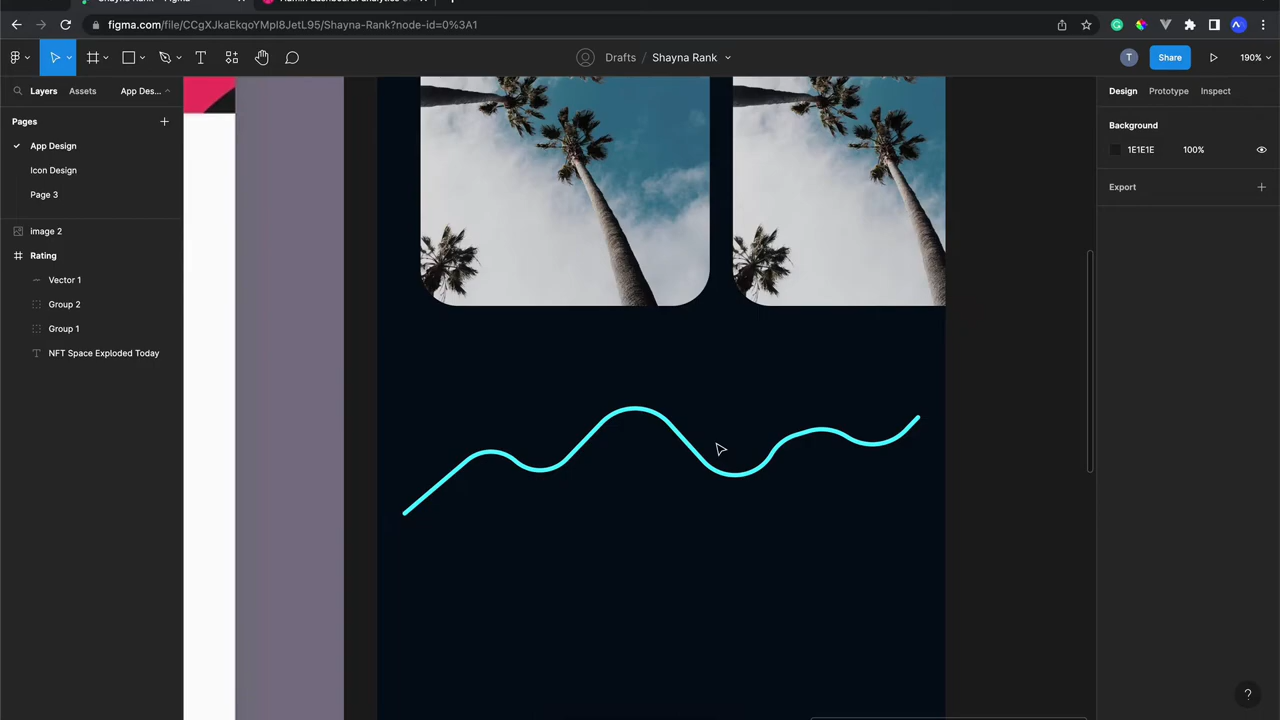 figma.com/file/CCgXJkaEkqoYMpI8JetL95/Shayna-Rank?node-id=0%3A1
Drafts / Shayna Rank
T
Share
190%
Layers
Assets
App Des...
Design
Prototype
Inspect
Pages
Background
App Design
1E1E1E
100%
Icon Design
Export
Page 3
image 2
Rating
Vector 1
Group 2
Group 1
NFT Space Exploded Today
?